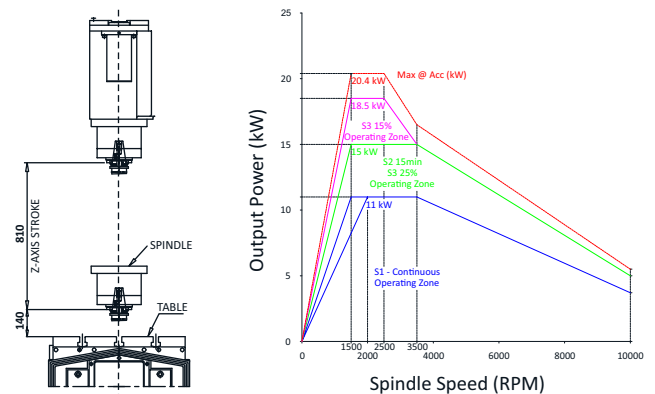 810
Z-AXIS STROKE
140
SPINDLE
TABLE
Output Power (kW)
25
20
15
10
5
0
Max @ Acc (kW)
20.4 kW
18.5 kW
S3 15%
Operating Zone
15 kW
S2 15min
S3 25%
Operating Zone
11 kW
S1 - Continuous
Operating Zone
0
1500
2000
2500
3500
4000
6000
8000
10000
Spindle Speed (RPM)